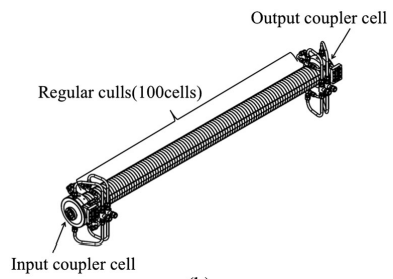 Output coupler cell
Regular culls(100cells)
Input coupler cell